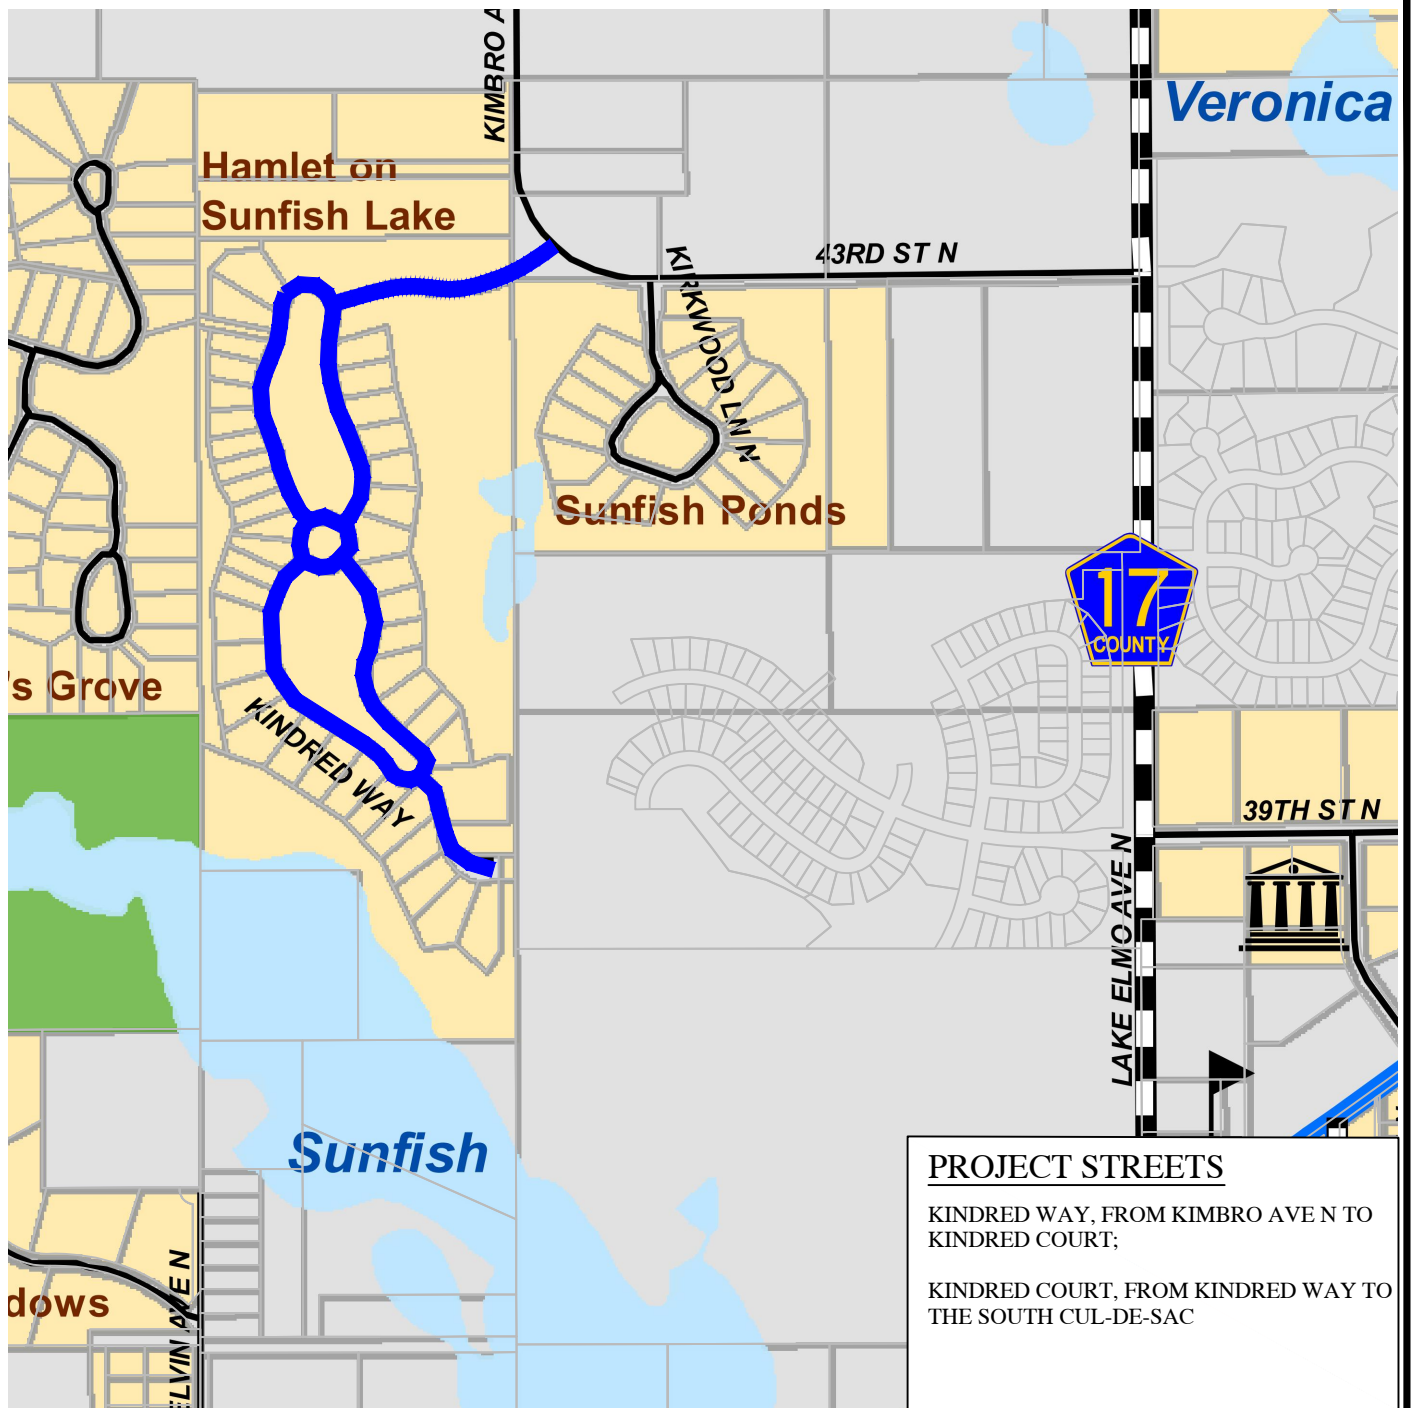 KIMBRO A
Veronica
Hamlet on
Sunfish Lake
43RD ST N
KIRKWOOD LN N
Sunfish Ponds
17
COUNTY
's Grove
KINDRED WAY
39TH ST N
LAKE ELMO AVE N
Sunfish
PROJECT STREETS
KINDRED WAY, FROM KIMBRO AVE N TO
KINDRED COURT;
KINDRED COURT, FROM KINDRED WAY TO
THE SOUTH CUL-DE-SAC
dows
ELVIN AVE N